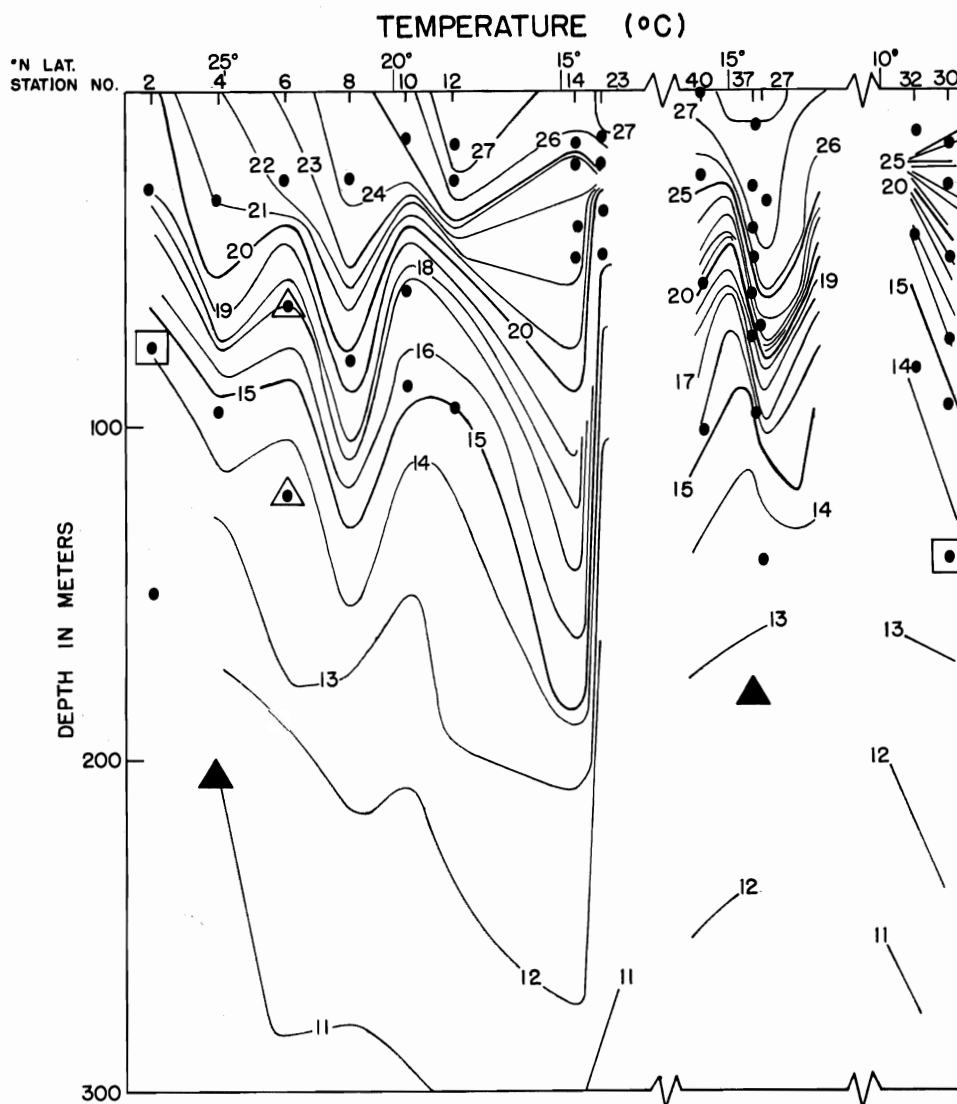 TEMPERATURE (°C)
°N LAT. 25° 20° 15° 15° 10°
STATION NO. 2 4 6 8 10 12 14 23 40 37 27 32 30
27 26 27 27
22 23 27 26 25
24 25 20
21
20
19 18 19
20 20 15
16 17 14
15
100 15
14 15 14
13 13
13
DEPTH IN METERS
200 12
12
12 11 11
11
300